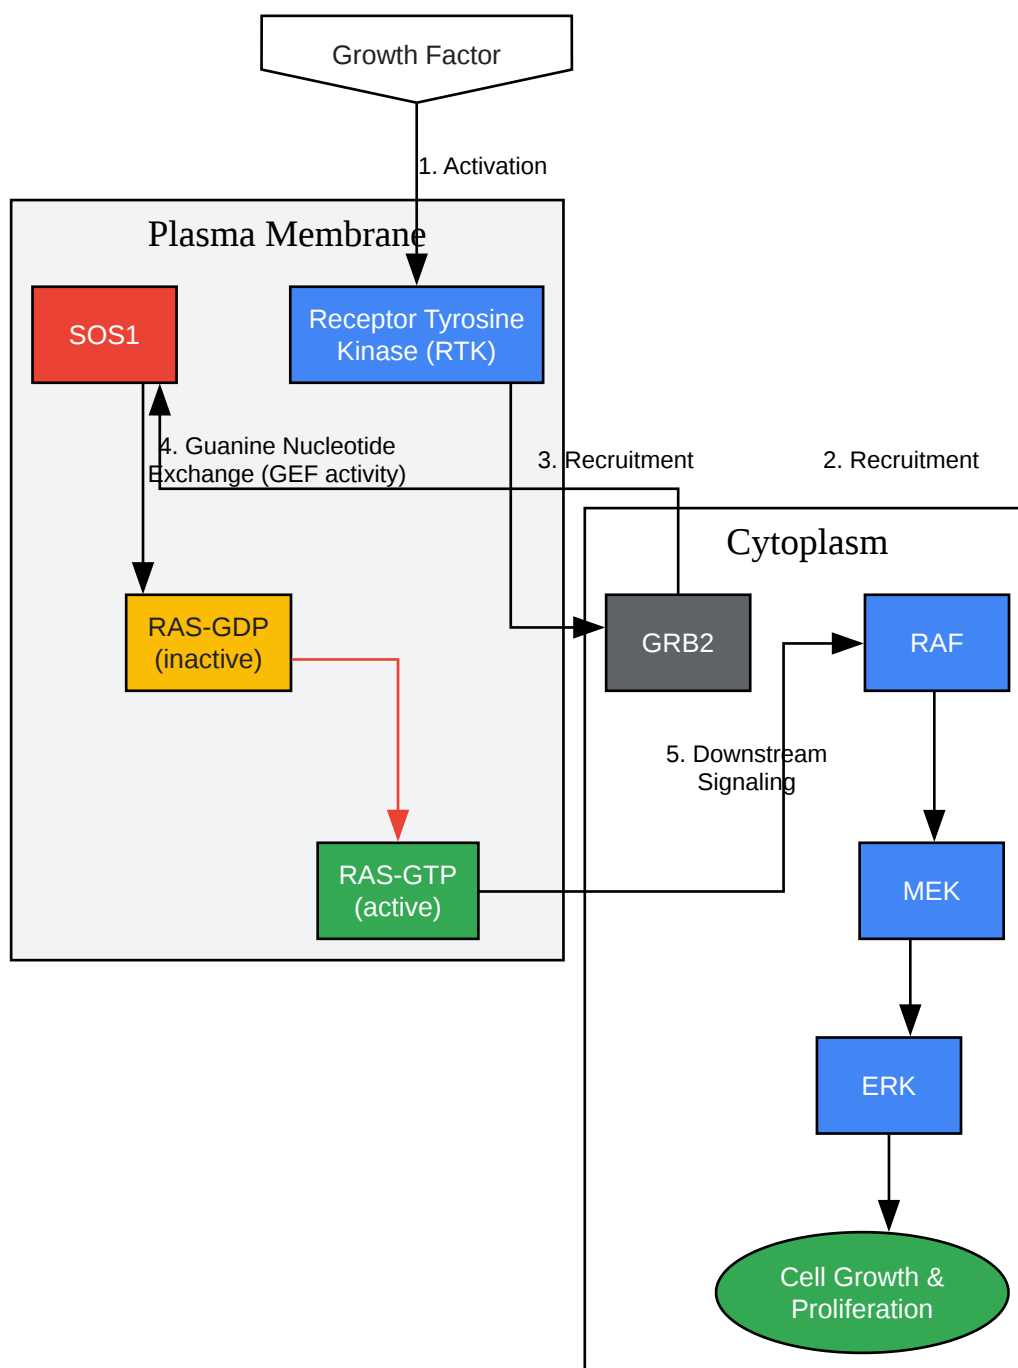 Growth Factor
1. Activation
Plasma Membrane
SOS1
Receptor Tyrosine
Kinase (RTK)
4. Guanine Nucleotide
Exchange (GEF activity)
3. Recruitment
2. Recruitment
Cytoplasm
RAS-GDP
(inactive)
GRB2
RAF
5. Downstream
Signaling
RAS-GTP
(active)
MEK
ERK
Cell Growth &
Proliferation